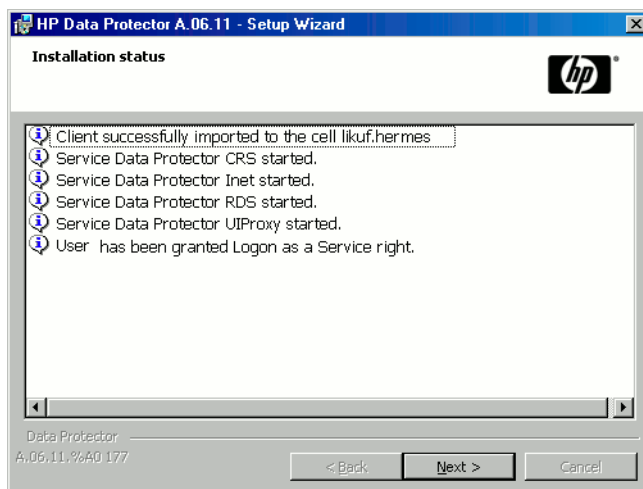 HP Data Protector A.06.11 - Setup Wizard
Installation status
hp
Client successfully imported to the cell likuf.hermes
Service Data Protector CRS started.
Service Data Protector Inet started.
Service Data Protector RDS started.
Service Data Protector UIProxy started.
User has been granted Logon as a Service right.
Data Protector
A.06.11.%A0 177
< Back
Next >
Cancel